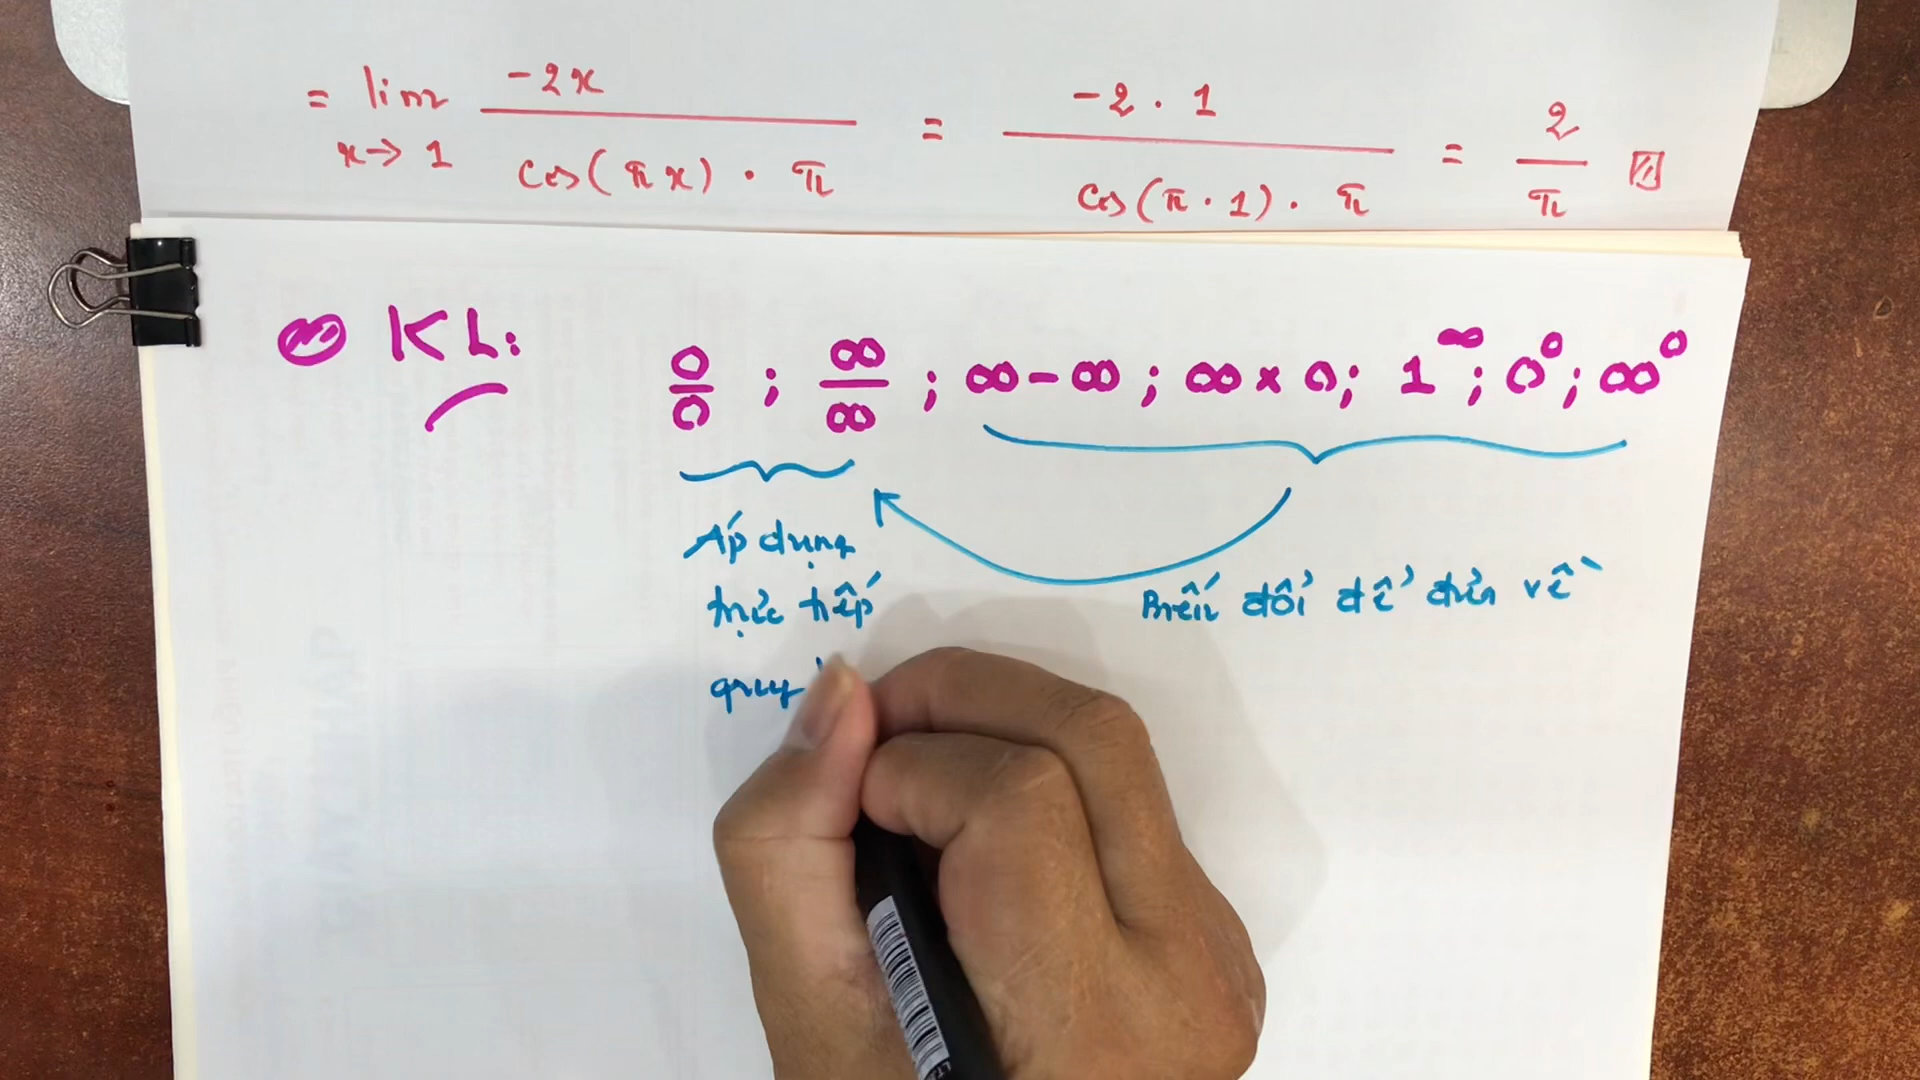 = lim x→1 -2x / cos(πx) · π = -2 · 1 / cos(π · 1) · π = 2 / π
KL: 0/0 ; ∞/∞ ; ∞ - ∞ ; ∞ × 0 ; 1^∞ ; 0^0 ; ∞^0
Áp dụng
trực tiếp
quy
Biến đổi để đưa về